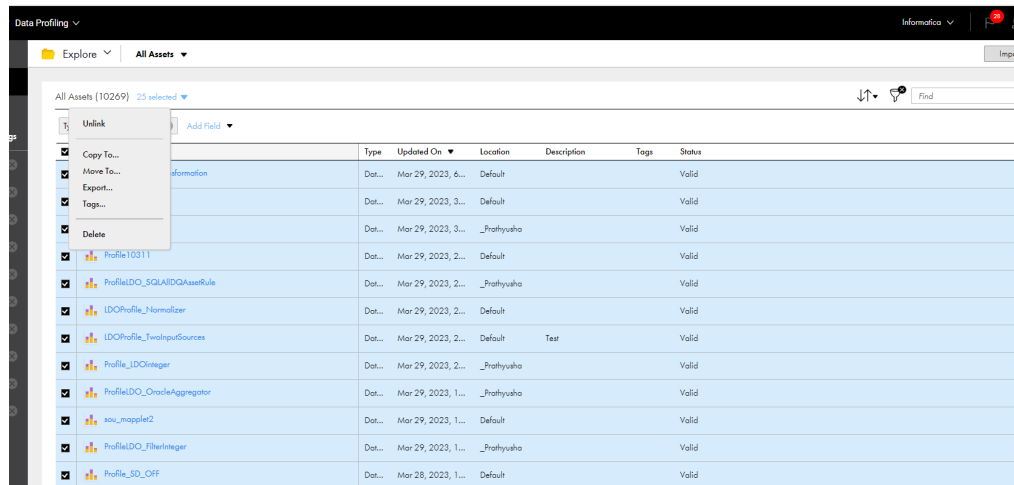 Data Profiling
Informatica
28
Explore
All Assets
Impo
All Assets (10269) 25 selected
Find
Ty
Add Field
gs
Unlink
Copy To...
Move To...
Export...
Tags...
Delete
Type Updated On Location Description Tags Status
sformation Dat... Mar 29, 2023, 6... Default Valid
Dat... Mar 29, 2023, 3... Default Valid
Dat... Mar 29, 2023, 3... _Prathyusha Valid
Profile10311 Dat... Mar 29, 2023, 2... Default Valid
ProfileLDO_SQLAllDQAssetRule Dat... Mar 29, 2023, 2... _Prathyusha Valid
LDOProfile_Normalizer Dat... Mar 29, 2023, 2... Default Valid
LDOProfile_TwoInputSources Dat... Mar 29, 2023, 2... Default Test Valid
Profile_LDOinteger Dat... Mar 29, 2023, 2... _Prathyusha Valid
ProfileLDO_OracleAggregator Dat... Mar 29, 2023, 1... _Prathyusha Valid
sou_mapplet2 Dat... Mar 29, 2023, 1... Default Valid
ProfileLDO_FilterInteger Dat... Mar 29, 2023, 1... _Prathyusha Valid
Profile_SD_OFF Dat... Mar 28, 2023, 1... Default Valid